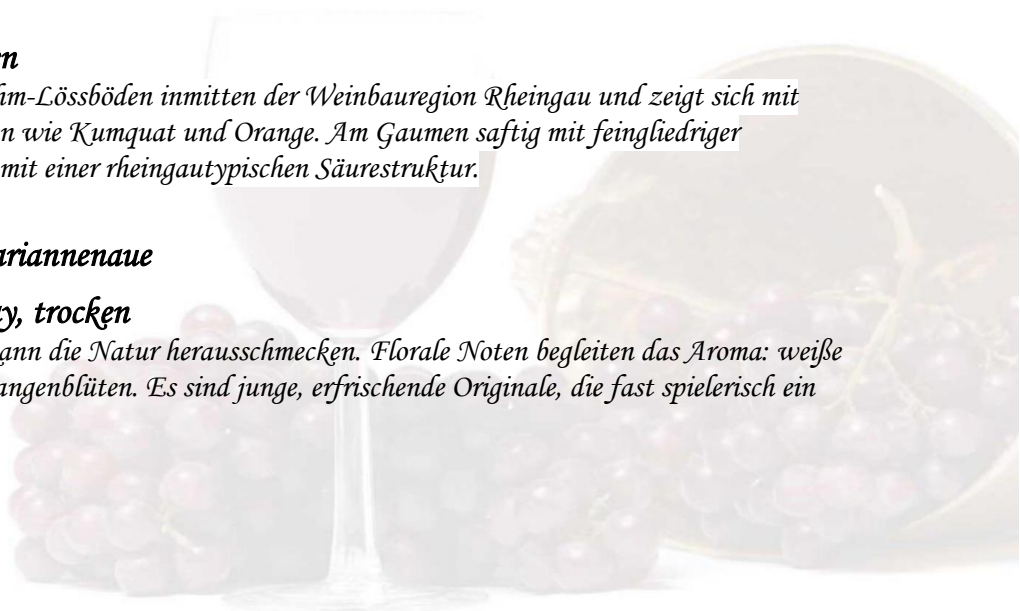 en
hm-Lössböden inmitten der Weinbauregion Rheingau und zeigt sich mit
n wie Kumquat und Orange. Am Gaumen saftig mit feingliedriger
mit einer rheingautypischen Säurestruktur.
ariannenaue
y, trocken
ann die Natur herausschmecken. Florale Noten begleiten das Aroma: weiße
angenblüten. Es sind junge, erfrischende Originale, die fast spielerisch ein